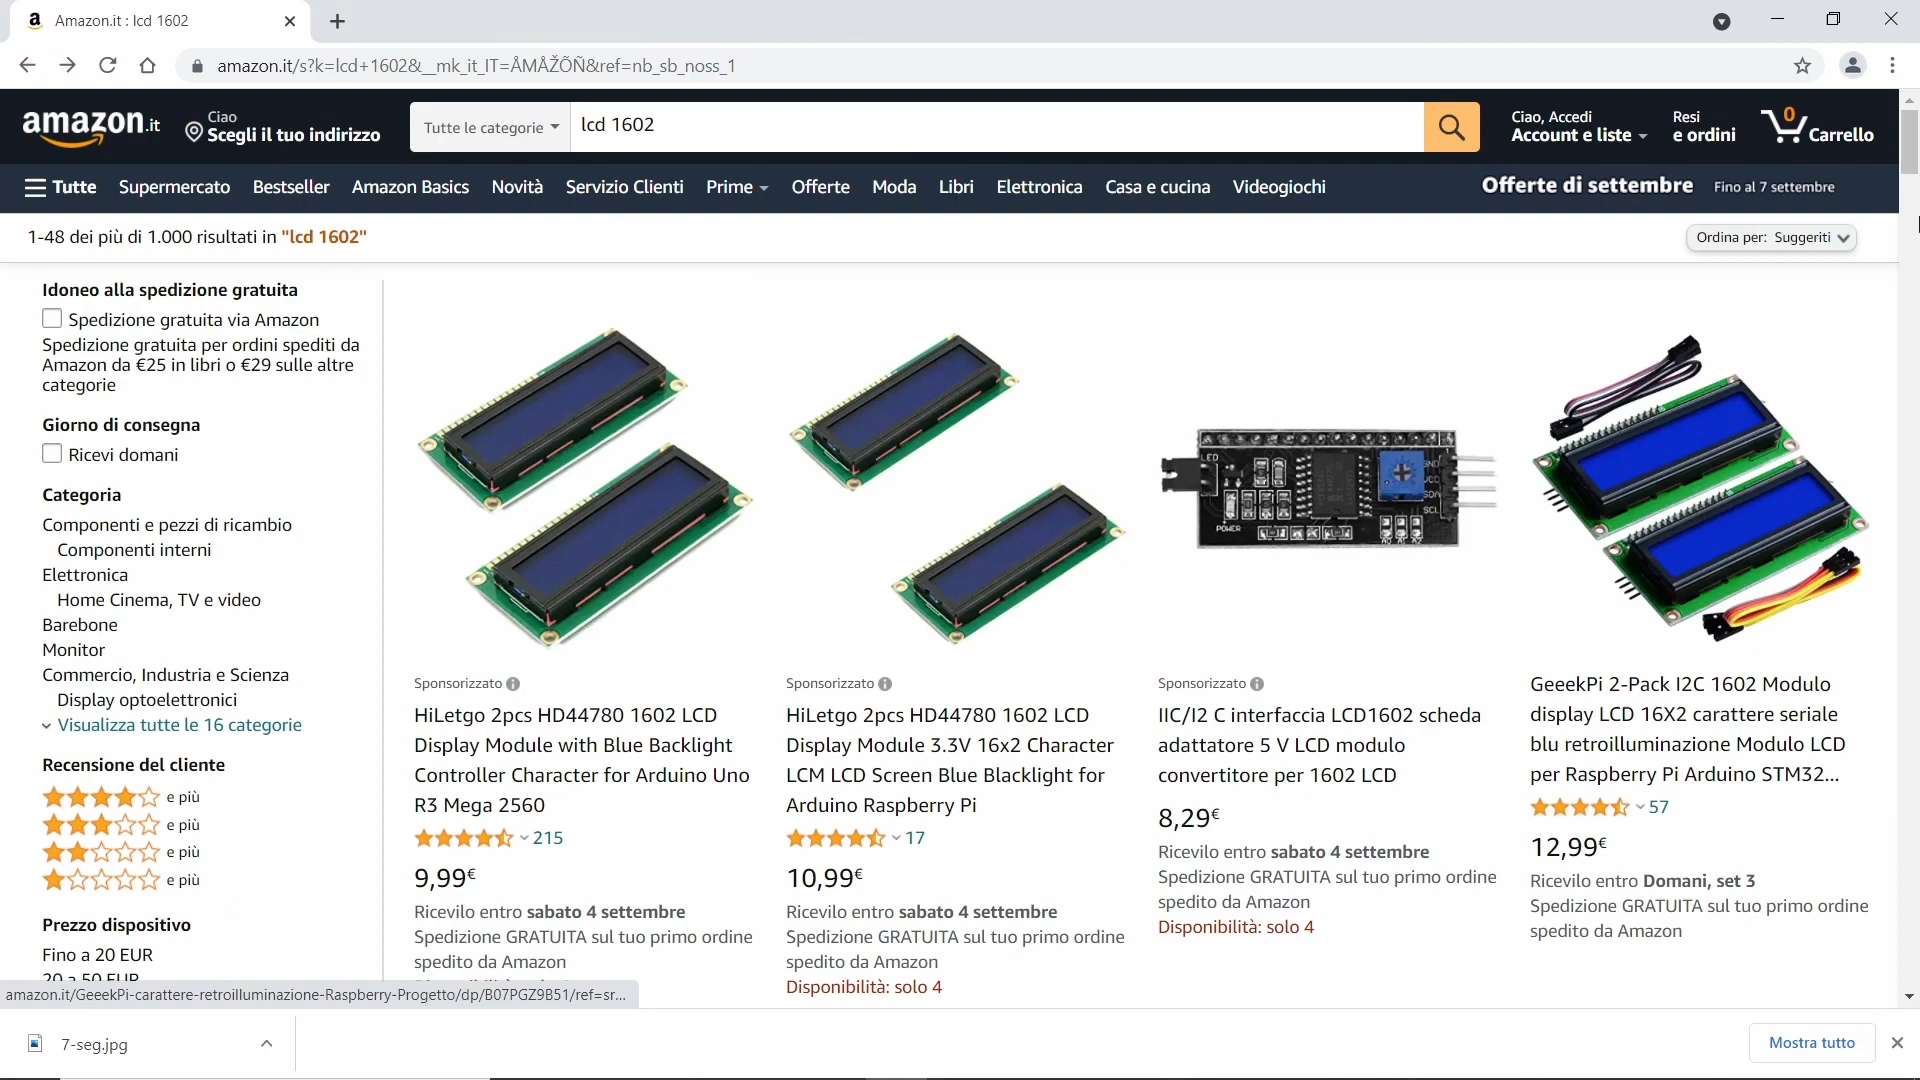 Amazon.it : lcd 1602
amazon.it/s?k=lcd+1602&__mk_it_IT=ÅMÅŽÕÑ&ref=nb_sb_noss_1
amazon.it
Ciao
Scegli il tuo indirizzo
Tutte le categorie
lcd 1602
Ciao, Accedi
Account e liste
Resi
e ordini
0
Carrello
Tutte
Supermercato
Bestseller
Amazon Basics
Novità
Servizio Clienti
Prime
Offerte
Moda
Libri
Elettronica
Casa e cucina
Videogiochi
Offerte di settembre
Fino al 7 settembre
1-48 dei più di 1.000 risultati in "lcd 1602"
Ordina per: Suggeriti
Idoneo alla spedizione gratuita
Spedizione gratuita via Amazon
Spedizione gratuita per ordini spediti da
Amazon da €25 in libri o €29 sulle altre
categorie
Giorno di consegna
Ricevi domani
Categoria
Componenti e pezzi di ricambio
Componenti interni
Elettronica
Home Cinema, TV e video
Barebone
Monitor
Commercio, Industria e Scienza
Display optoelettronici
Visualizza tutte le 16 categorie
Recensione del cliente
e più
e più
e più
e più
Prezzo dispositivo
Fino a 20 EUR
20 a 50 EUR
Sponsorizzato
HiLetgo 2pcs HD44780 1602 LCD
Display Module with Blue Backlight
Controller Character for Arduino Uno
R3 Mega 2560
215
9,99€
Ricevilo entro sabato 4 settembre
Spedizione GRATUITA sul tuo primo ordine
spedito da Amazon
Sponsorizzato
HiLetgo 2pcs HD44780 1602 LCD
Display Module 3.3V 16x2 Character
LCM LCD Screen Blue Blacklight for
Arduino Raspberry Pi
17
10,99€
Ricevilo entro sabato 4 settembre
Spedizione GRATUITA sul tuo primo ordine
spedito da Amazon
Disponibilità: solo 4
LED
POWER
GND
VCC
SDA
SCL
Sponsorizzato
IIC/I2 C interfaccia LCD1602 scheda
adattatore 5 V LCD modulo
convertitore per 1602 LCD
8,29€
Ricevilo entro sabato 4 settembre
Spedizione GRATUITA sul tuo primo ordine
spedito da Amazon
Disponibilità: solo 4
GeeekPi 2-Pack I2C 1602 Modulo
display LCD 16X2 carattere seriale
blu retroilluminazione Modulo LCD
per Raspberry Pi Arduino STM32...
57
12,99€
Ricevilo entro Domani, set 3
Spedizione GRATUITA sul tuo primo ordine
spedito da Amazon
amazon.it/GeeekPi-carattere-retroilluminazione-Raspberry-Progetto/dp/B07PGZ9B51/ref=sr...
7-seg.jpg
Mostra tutto